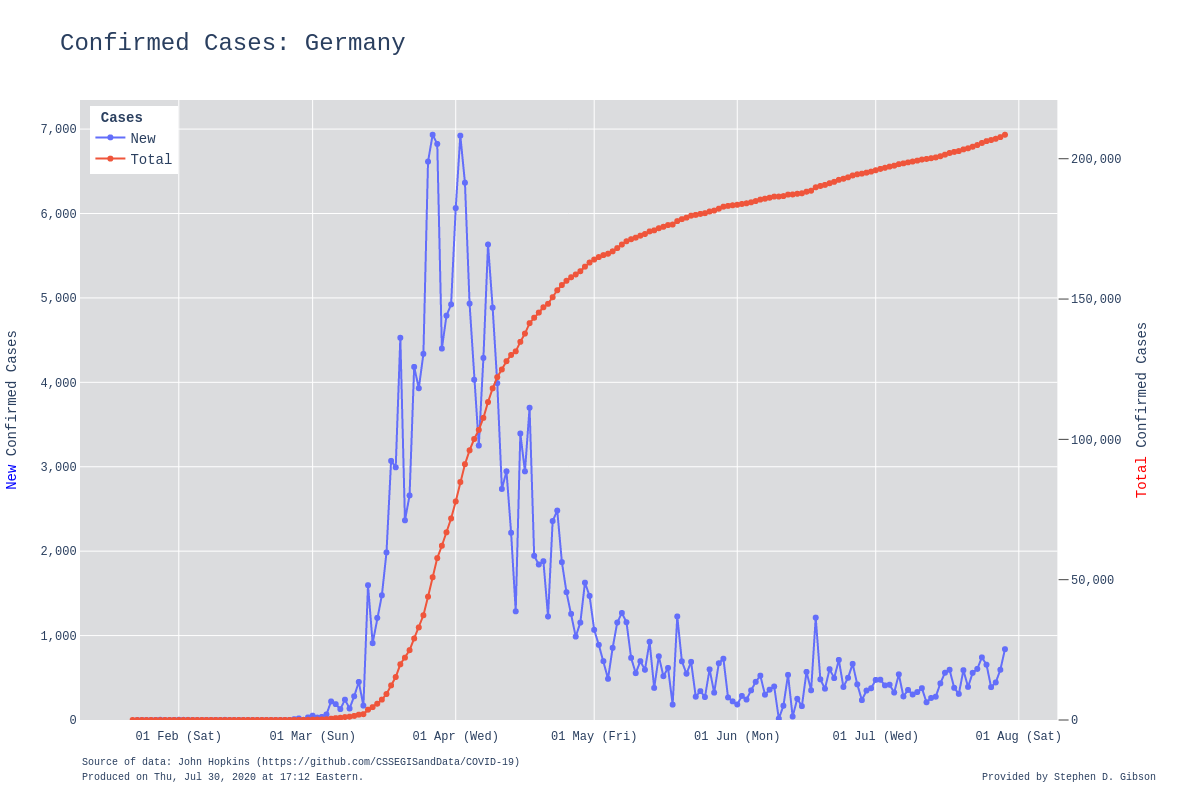 Confirmed Cases: Germany
Cases
New
Total
7,000
6,000
5,000
4,000
3,000
2,000
1,000
0
New Confirmed Cases
200,000
150,000
100,000
50,000
0
Total Confirmed Cases
01 Feb (Sat)
01 Mar (Sun)
01 Apr (Wed)
01 May (Fri)
01 Jun (Mon)
01 Jul (Wed)
01 Aug (Sat)
Source of data: John Hopkins (https://github.com/CSSEGISandData/COVID-19)
Produced on Thu, Jul 30, 2020 at 17:12 Eastern.
Provided by Stephen D. Gibson